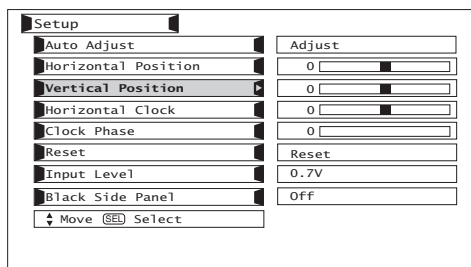 Setup
Auto Adjust Adjust
Horizontal Position 0
Vertical Position 0
Horizontal Clock 0
Clock Phase 0
Reset Reset
Input Level 0.7V
Black Side Panel Off
Move SEL Select